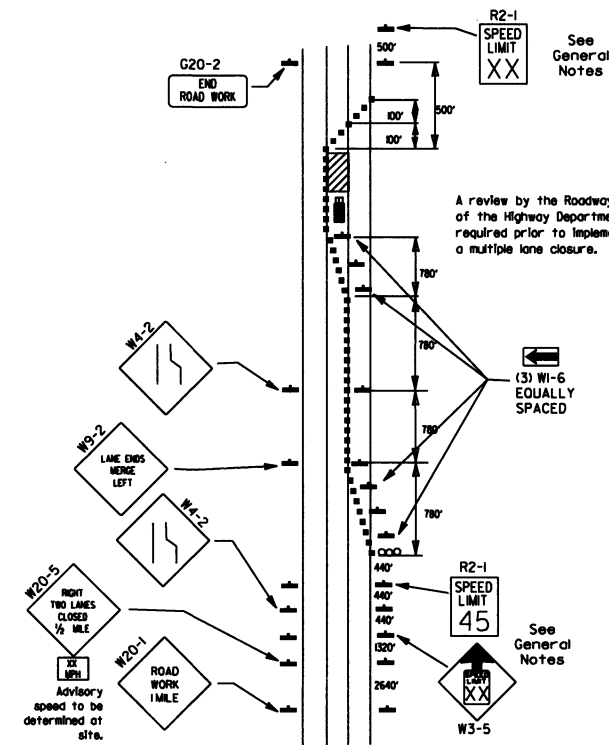 R2-1
SPEED
LIMIT
XX
See
General
Notes
500'
G20-2
END
ROAD WORK
500'
100'
100'
A review by the Roadway
of the Highway Departme
required prior to impleme
a multiple lane closure.
780'
780'
W4-2
(3) W1-6
EQUALLY
SPACED
W9-2
LANE ENDS
MERGE
LEFT
780'
780'
W4-2
440'
R2-1
SPEED
LIMIT
45
440'
440'
W20-5
RIGHT
TWO LANES
CLOSED
1/2 MILE
XX
MPH
Advisory
speed to be
determined at
site.
W20-1
ROAD
WORK
1 MILE
1320'
2640'
See
General
Notes
SPEED
LIMIT
XX
W3-5